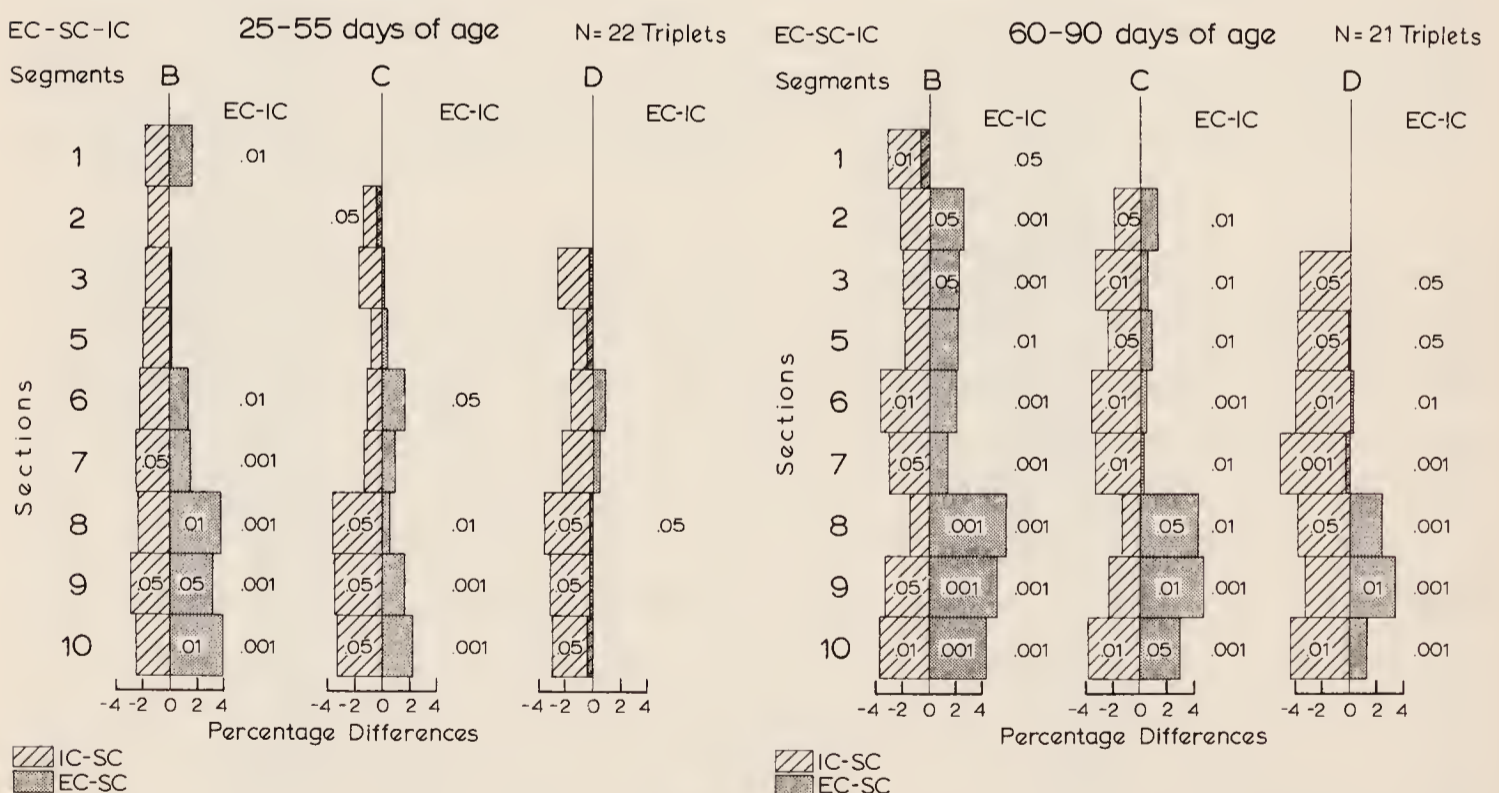 EC-SC-IC 25-55 days of age N= 22 Triplets
Segments B C D
EC-IC EC-IC EC-IC
Sections
1 .01
2 .05
3
5
6 .01 .05
7 .05 .001
8 .01 .001 .05 .01 .05 .05
9 .05 .05 .001 .05 .001 .05
10 .01 .001 .05 .001 .05
-4 -2 0 2 4 -4 -2 0 2 4 -4 -2 0 2 4
Percentage Differences
IC-SC
EC-SC
EC-SC-IC 60-90 days of age N= 21 Triplets
Segments B C D
EC-IC EC-IC EC-IC
Sections
1 .01 .05
2 .05 .001 .05 .01
3 .05 .001 .01 .01 .05 .05
5 .01 .05 .01 .05 .05
6 .01 .001 .01 .001 .01 .01
7 .05 .001 .01 .01 .001 .001
8 .001 .001 .05 .01 .05 .001
9 .05 .001 .001 .01 .001 .01 .001
10 .01 .001 .001 .01 .05 .001 .01 .001
-4 -2 0 2 4 -4 -2 0 2 4 -4 -2 0 2 4
Percentage Differences
IC-SC
EC-SC